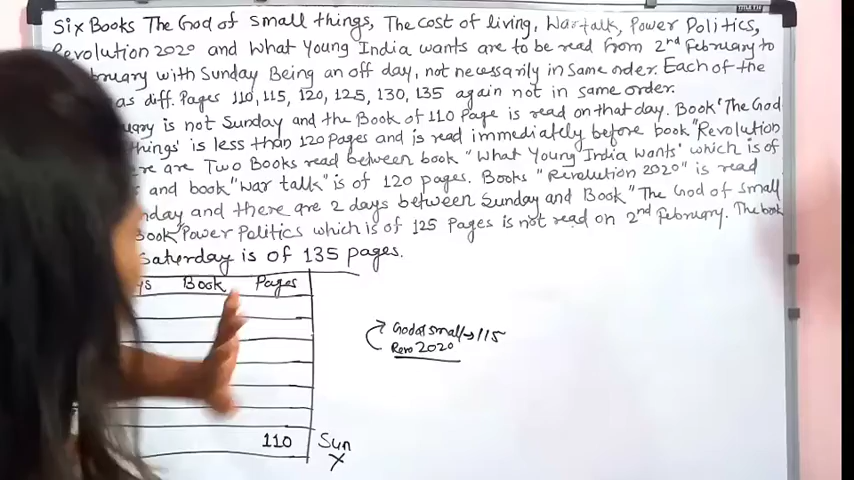 Six Books The God of small things, The cost of living, War talk, Power Politics,
Revolution 2020 and what Young India wants are to be read from 2nd February to
bruary with Sunday Being an off day, not necessarily in same order. Each of the
as diff. Pages 110, 115, 120, 125, 130, 135 again not in same order.
uary is not Sunday and the Book of 110 Page is read on that day. Book 'The God
things' is less than 120 pages and is read immediately before book "Revolution
re are Two Books read between book "What Young India wants' which is of
s and book "war talk" is of 120 pages. Books "Revolution 2020" is read
nday and there are 2 days between Sunday and Book "The God of small
Book Power Politics which is of 125 Pages is not read on 2nd February. The book
Saturday is of 135 pages.
ys Book Pages
God of small → 115
Revo 2020
110 Sun
X